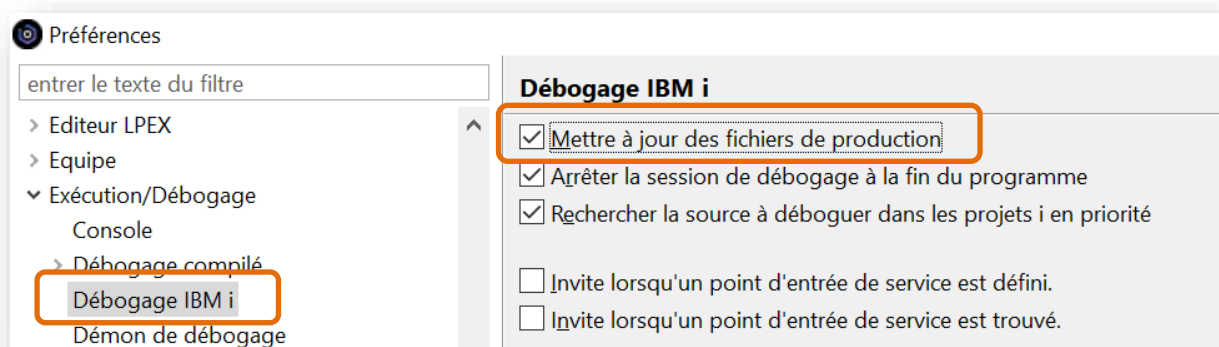 Préférences
entrer le texte du filtre
Editeur LPEX
Equipe
Exécution/Débogage
Console
Débogage compilé
Débogage IBM i
Démon de débogage
Débogage IBM i
Mettre à jour des fichiers de production
Arrêter la session de débogage à la fin du programme
Rechercher la source à déboguer dans les projets i en priorité
Invite lorsqu'un point d'entrée de service est défini.
Invite lorsqu'un point d'entrée de service est trouvé.